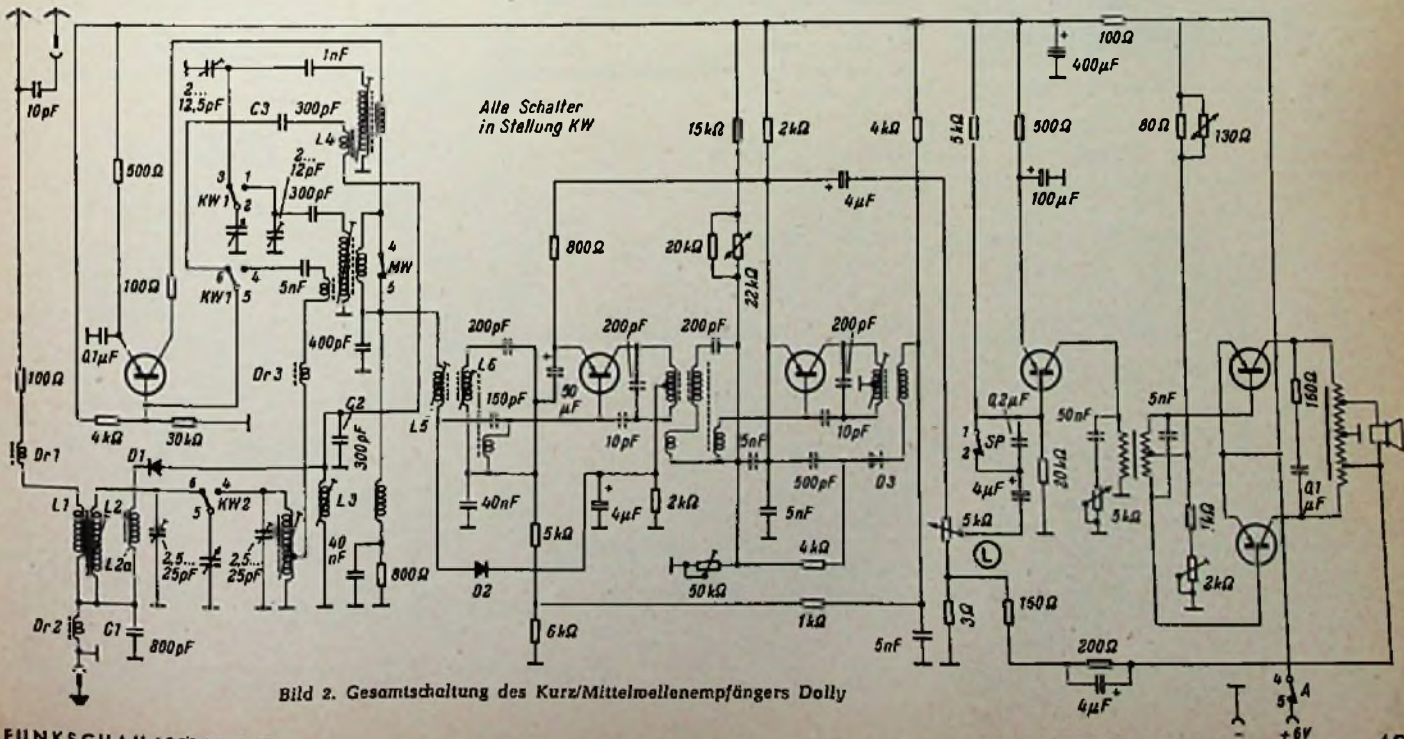 10pF
500Ω
2...
12,5pF
1nF
C3
300pF
L4
2...
12pF
300pF
3
1
KW1
2
6
4
KW1
5
5nF
4
MW
5
100Ω
0,1µF
400pF
100Ω
Dr3
4kΩ
30kΩ
C2
300pF
Dr1
D1
L1
L2
L2a
2,5...
25pF
6
4
KW2
5
2,5...
25pF
L3
40
nF
800Ω
Dr2
C1
800pF
Alle Schalter
in Stellung KW
800Ω
15kΩ
2kΩ
4kΩ
20kΩ
22kΩ
4µF
200pF
L6
150pF
L5
50
µF
200pF
200pF
200pF
10pF
10pF
5nF
500pF
D3
40nF
5kΩ
4µF
2kΩ
5nF
D2
50kΩ
4kΩ
6kΩ
1kΩ
5nF
5kΩ
500Ω
400µF
100Ω
100µF
80Ω
130Ω
0,2µF
1
SP
2
4µF
20kΩ
5kΩ
L
50nF
5kΩ
5nF
1kΩ
2kΩ
160Ω
0,1
µF
3Ω
150Ω
200Ω
4µF
4
A
5
-
+6V
Bild 2. Gesamtschaltung des Kurz/Mittelwellenempfängers Dolly
FUNKSCHAU